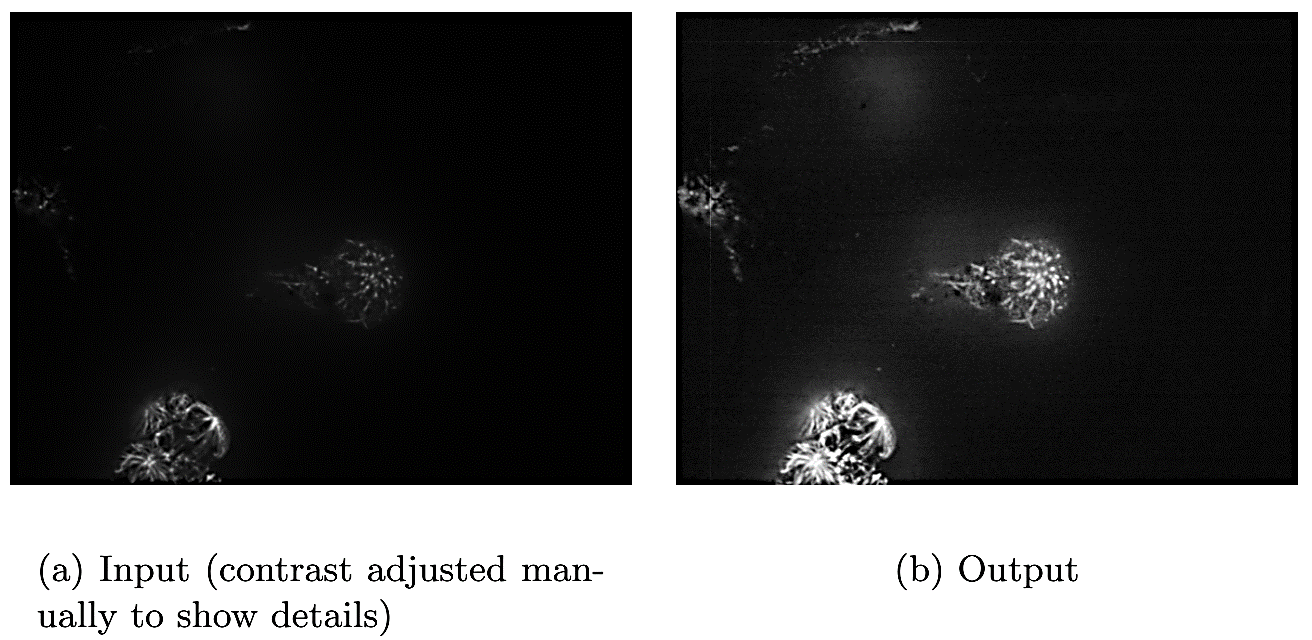 (a) Input (contrast adjusted man-
ually to show details)
(b) Output